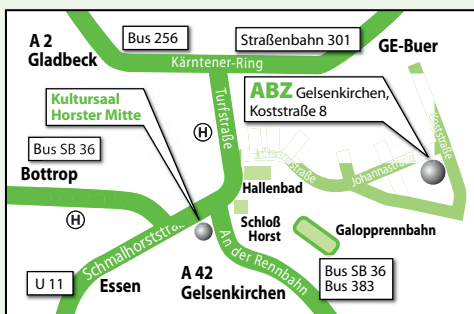 A 2
Gladbeck
Bus 256
Straßenbahn 301
GE-Buer
Kärntener-Ring
Kultursaal
Horster Mitte
ABZ Gelsenkirchen,
Koststraße 8
Turfstraße
Koststraße
H
Bus SB 36
Bottrop
Johannastraße
Hallenbad
H
Schmalhorststraße
Schloß
Horst
Galopprennbahn
An der Rennbahn
U 11
Essen
A 42
Gelsenkirchen
Bus SB 36
Bus 383